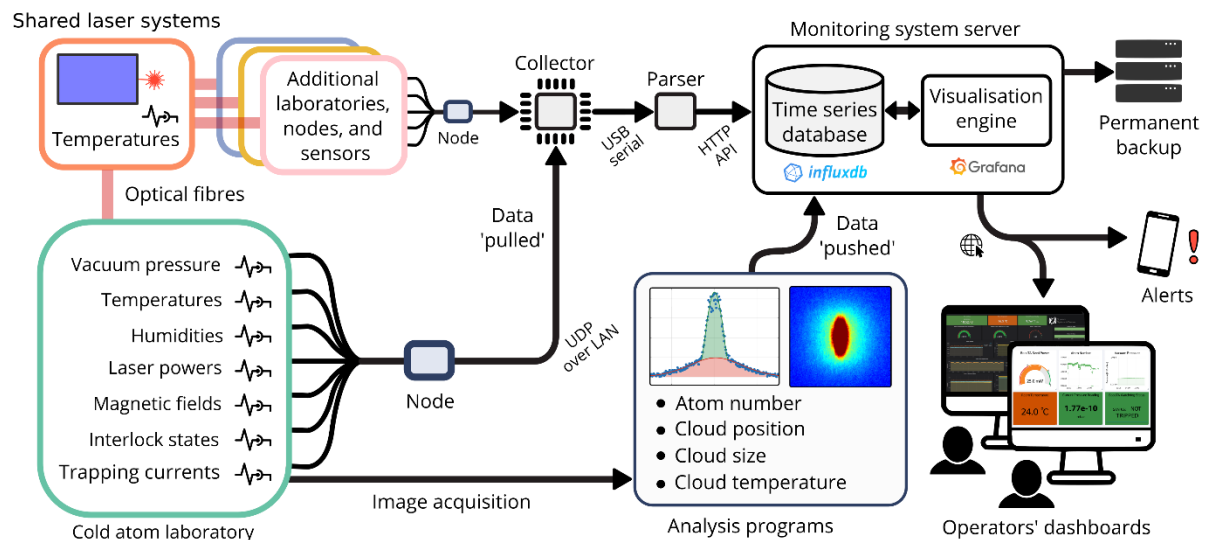 Shared laser systems
Temperatures
Additional
laboratories,
nodes, and
sensors
Node
Collector
USB
serial
Parser
HTTP
API
Monitoring system server
Time series
database
influxdb
Visualisation
engine
Grafana
Permanent
backup
Optical fibres
Data
'pulled'
Data
'pushed'
Alerts
Vacuum pressure
Temperatures
Humidities
Laser powers
Magnetic fields
Interlock states
Trapping currents
Node
UDP
over LAN
Image acquisition
Cold atom laboratory
• Atom number
• Cloud position
• Cloud size
• Cloud temperature
Analysis programs
24.0 °C
1.77e-10
Operators' dashboards